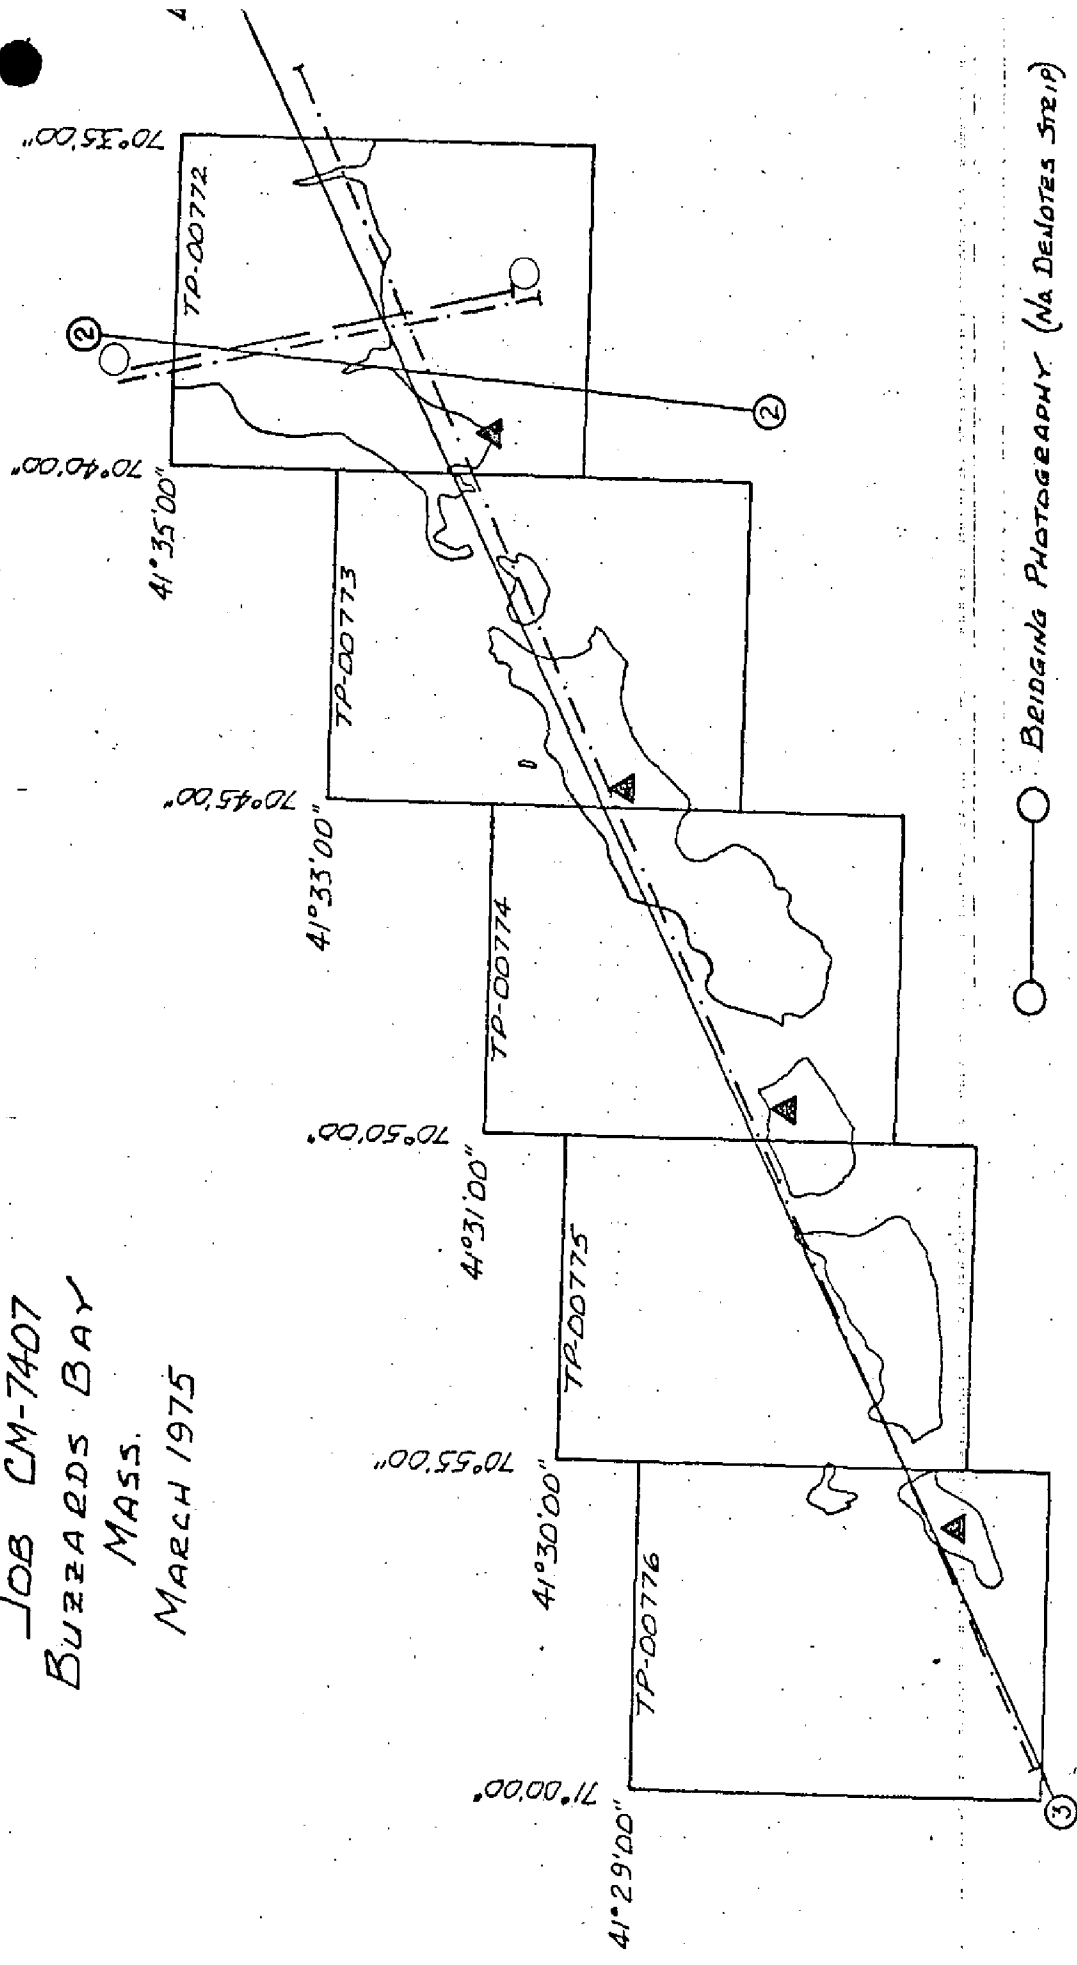 JOB CM-7407
BUZZARDS BAY
MASS.
MARCH 1975
70°35'00"
TP-00772
2
70°40'00"
41°35'00"
2
TP-00773
70°45'00"
41°33'00"
TP-00774
70°50'00"
41°31'00"
TP-00775
70°55'00"
41°30'00"
TP-00776
71°00'00"
41°29'00"
3
BRIDGING PHOTOGRAPHY (No. DENOTES STRIP)